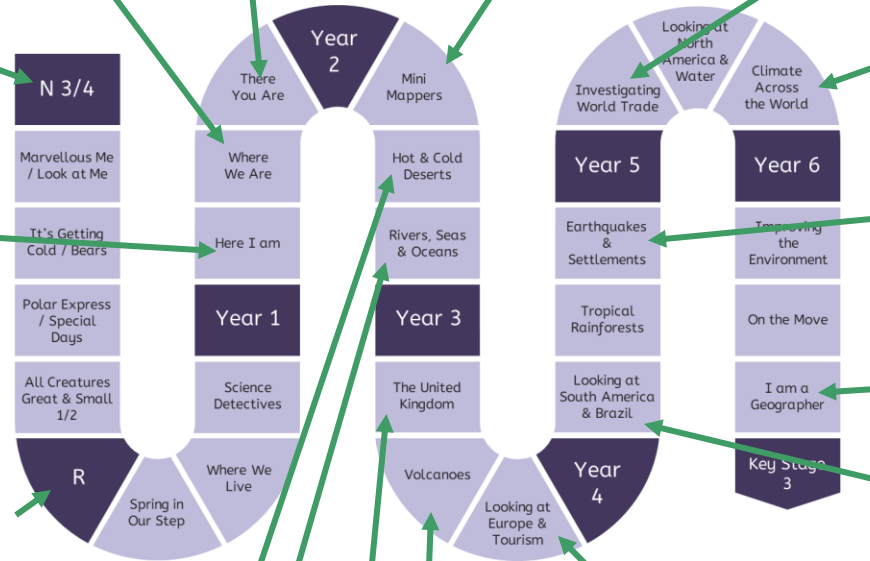 N 3/4
Marvellous Me
/ Look at Me
It's Getting
Cold / Bears
Polar Express
/ Special
Days
All Creatures
Great & Small
1/2
R
Spring in
Our Step
Where We
Live
Science
Detectives
Year 1
Here I am
Where
We Are
There
You Are
Year
2
Mini
Mappers
Hot & Cold
Deserts
Rivers, Seas
& Oceans
Year 3
The United
Kingdom
Volcanoes
Looking at
Europe &
Tourism
Year
4
Looking at
South America
& Brazil
Tropical
Rainforests
Earthquakes
&
Settlements
Year 5
Investigating
World Trade
Looking at
North
America &
Water
Climate
Across
the World
Year 6
Improving
the
Environment
On the Move
I am a
Geographer
Key Stage
3